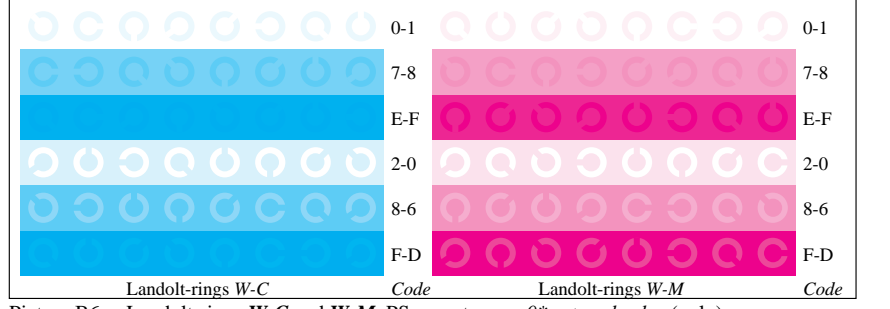 0-1 0-1
7-8 7-8
E-F E-F
2-0 2-0
8-6 8-6
F-D F-D
Landolt-rings W-C Code Landolt-rings W-M Code